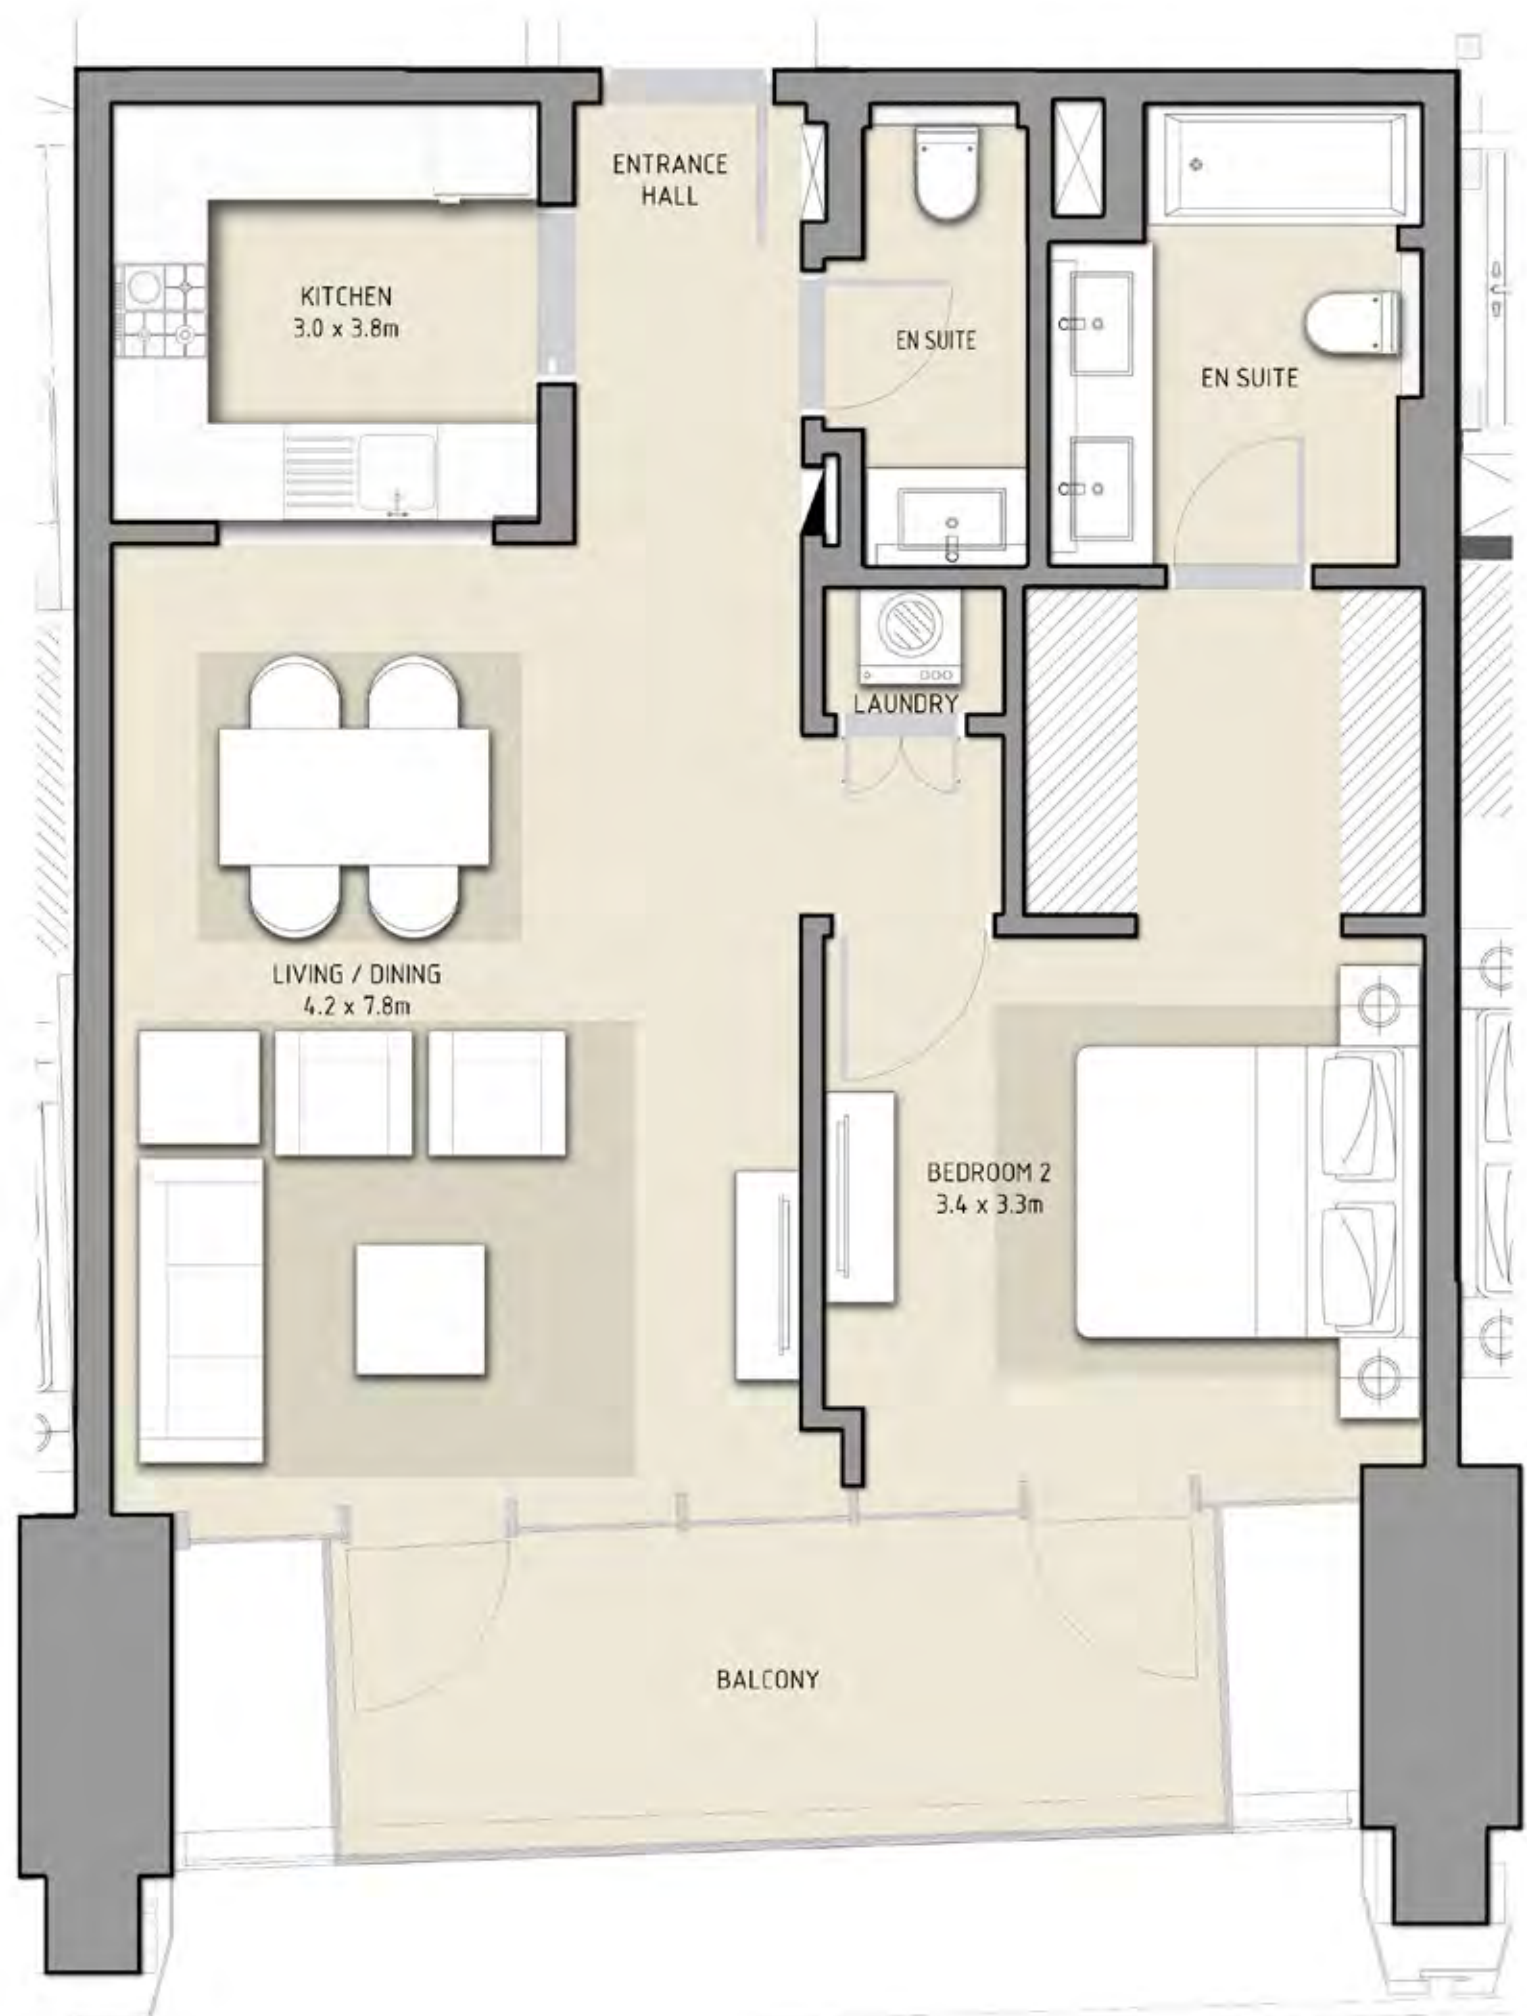 ENTRANCE
HALL
KITCHEN
3.0 x 3.8m
EN SUITE
EN SUITE
LAUNDRY
LIVING / DINING
4.2 x 7.8m
BEDROOM 2
3.4 x 3.3m
BALCONY